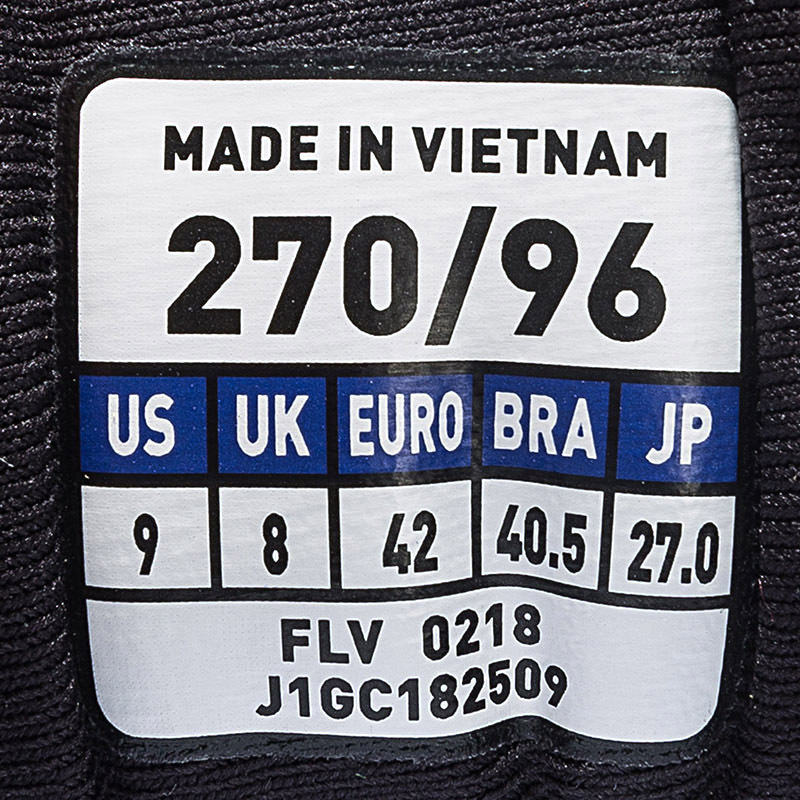 MADE IN VIETNAM
270/96
US UK EURO BRA JP
9 8 42 40.5 27.0
FLV 0218
J1GC182509